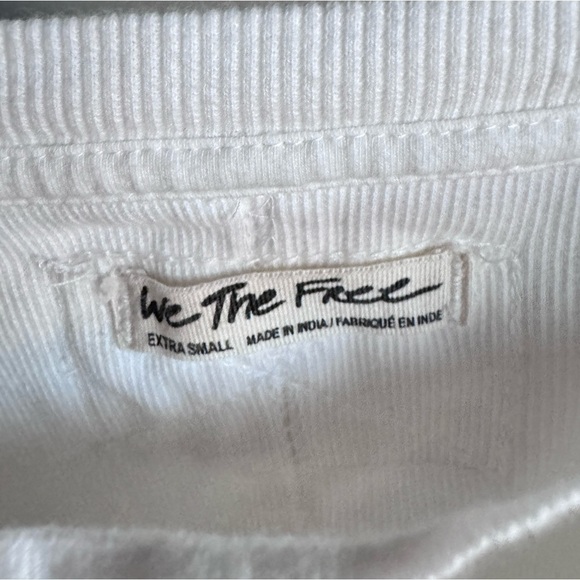 We The Free
EXTRA SMALL MADE IN INDIA / FABRIQUÉ EN INDE